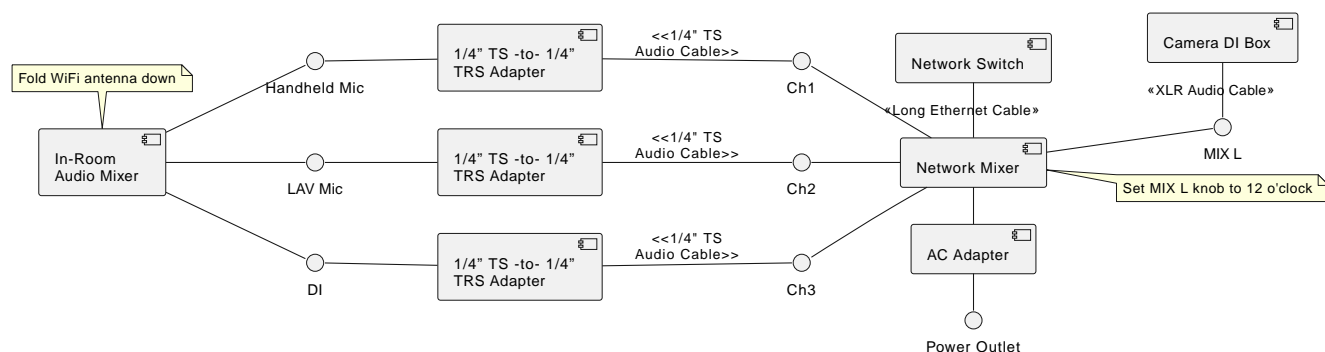 Fold WiFi antenna down
In-Room
Audio Mixer
Handheld Mic
LAV Mic
DI
1/4” TS -to- 1/4”
TRS Adapter
1/4” TS -to- 1/4”
TRS Adapter
1/4” TS -to- 1/4”
TRS Adapter
<<1/4" TS
Audio Cable>>
<<1/4" TS
Audio Cable>>
<<1/4" TS
Audio Cable>>
Ch1
Ch2
Ch3
Network Switch
«Long Ethernet Cable»
Network Mixer
AC Adapter
Power Outlet
Camera DI Box
«XLR Audio Cable»
MIX L
Set MIX L knob to 12 o'clock